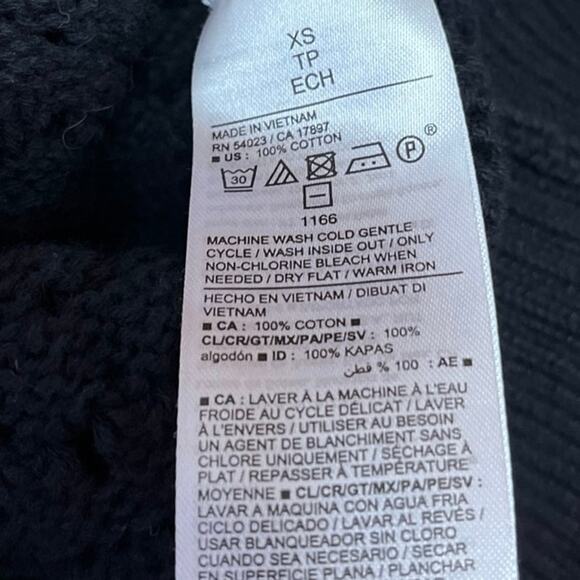 XS
TP
ECH
MADE IN VIETNAM
RN 54023 / CA 17897
■ US : 100% COTTON
30 P ®
1166
MACHINE WASH COLD GENTLE
CYCLE / WASH INSIDE OUT / ONLY
NON-CHLORINE BLEACH WHEN
NEEDED / DRY FLAT / WARM IRON
HECHO EN VIETNAM / DIBUAT DI
VIETNAM
■ CA : 100% COTON ■
CL/CR/GT/MX/PA/PE/SV : 100%
algodón ■ ID : 100% KAPAS
■ AE : 100 % قطن
■ CA : LAVER À LA MACHINE À L'EAU
FROIDE AU CYCLE DÉLICAT / LAVER
À L'ENVERS / UTILISER AU BESOIN
UN AGENT DE BLANCHIMENT SANS
CHLORE UNIQUEMENT / SÉCHAGE À
PLAT / REPASSER À TEMPÉRATURE
MOYENNE ■ CL/CR/GT/MX/PA/PE/SV :
LAVAR A MAQUINA CON AGUA FRIA
CICLO DELICADO / LAVAR AL REVÉS /
USAR BLANQUEADOR SIN CLORO
CUANDO SEA NECESARIO / SECAR
EN SUPERFICIE PLANA / PLANCHAR